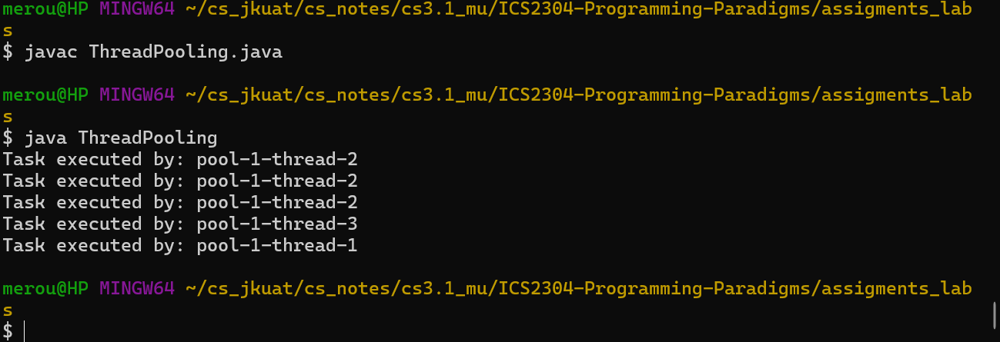 merou@HP MINGW64 ~/cs_jkuat/cs_notes/cs3.1_mu/ICS2304-Programming-Paradigms/assigments_lab
s
$ javac ThreadPooling.java
merou@HP MINGW64 ~/cs_jkuat/cs_notes/cs3.1_mu/ICS2304-Programming-Paradigms/assigments_lab
s
$ java ThreadPooling
Task executed by: pool-1-thread-2
Task executed by: pool-1-thread-2
Task executed by: pool-1-thread-2
Task executed by: pool-1-thread-3
Task executed by: pool-1-thread-1
merou@HP MINGW64 ~/cs_jkuat/cs_notes/cs3.1_mu/ICS2304-Programming-Paradigms/assigments_lab
s
$